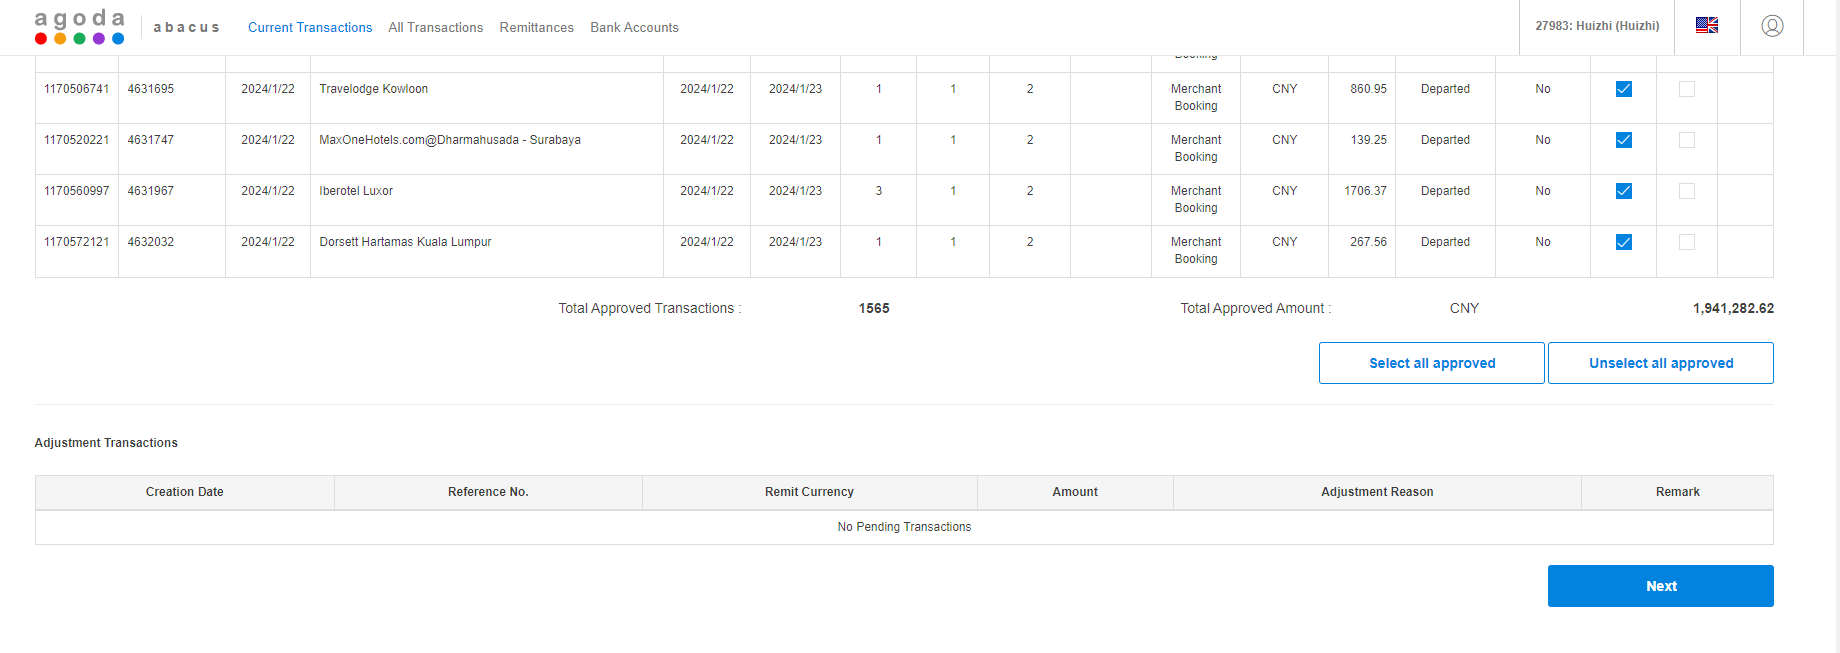 agoda
abacus Current Transactions All Transactions Remittances Bank Accounts 27983: Huizhi (Huizhi)
Booking
1170506741 4631695 2024/1/22 Travelodge Kowloon 2024/1/22 2024/1/23 1 1 2 Merchant Booking CNY 860.95 Departed No
1170520221 4631747 2024/1/22 MaxOneHotels.com@Dharmahusada - Surabaya 2024/1/22 2024/1/23 1 1 2 Merchant Booking CNY 139.25 Departed No
1170560997 4631967 2024/1/22 Iberotel Luxor 2024/1/22 2024/1/23 3 1 2 Merchant Booking CNY 1706.37 Departed No
1170572121 4632032 2024/1/22 Dorsett Hartamas Kuala Lumpur 2024/1/22 2024/1/23 1 1 2 Merchant Booking CNY 267.56 Departed No
Total Approved Transactions : 1565 Total Approved Amount : CNY 1,941,282.62
Select all approved Unselect all approved
Adjustment Transactions
Creation Date Reference No. Remit Currency Amount Adjustment Reason Remark
No Pending Transactions
Next